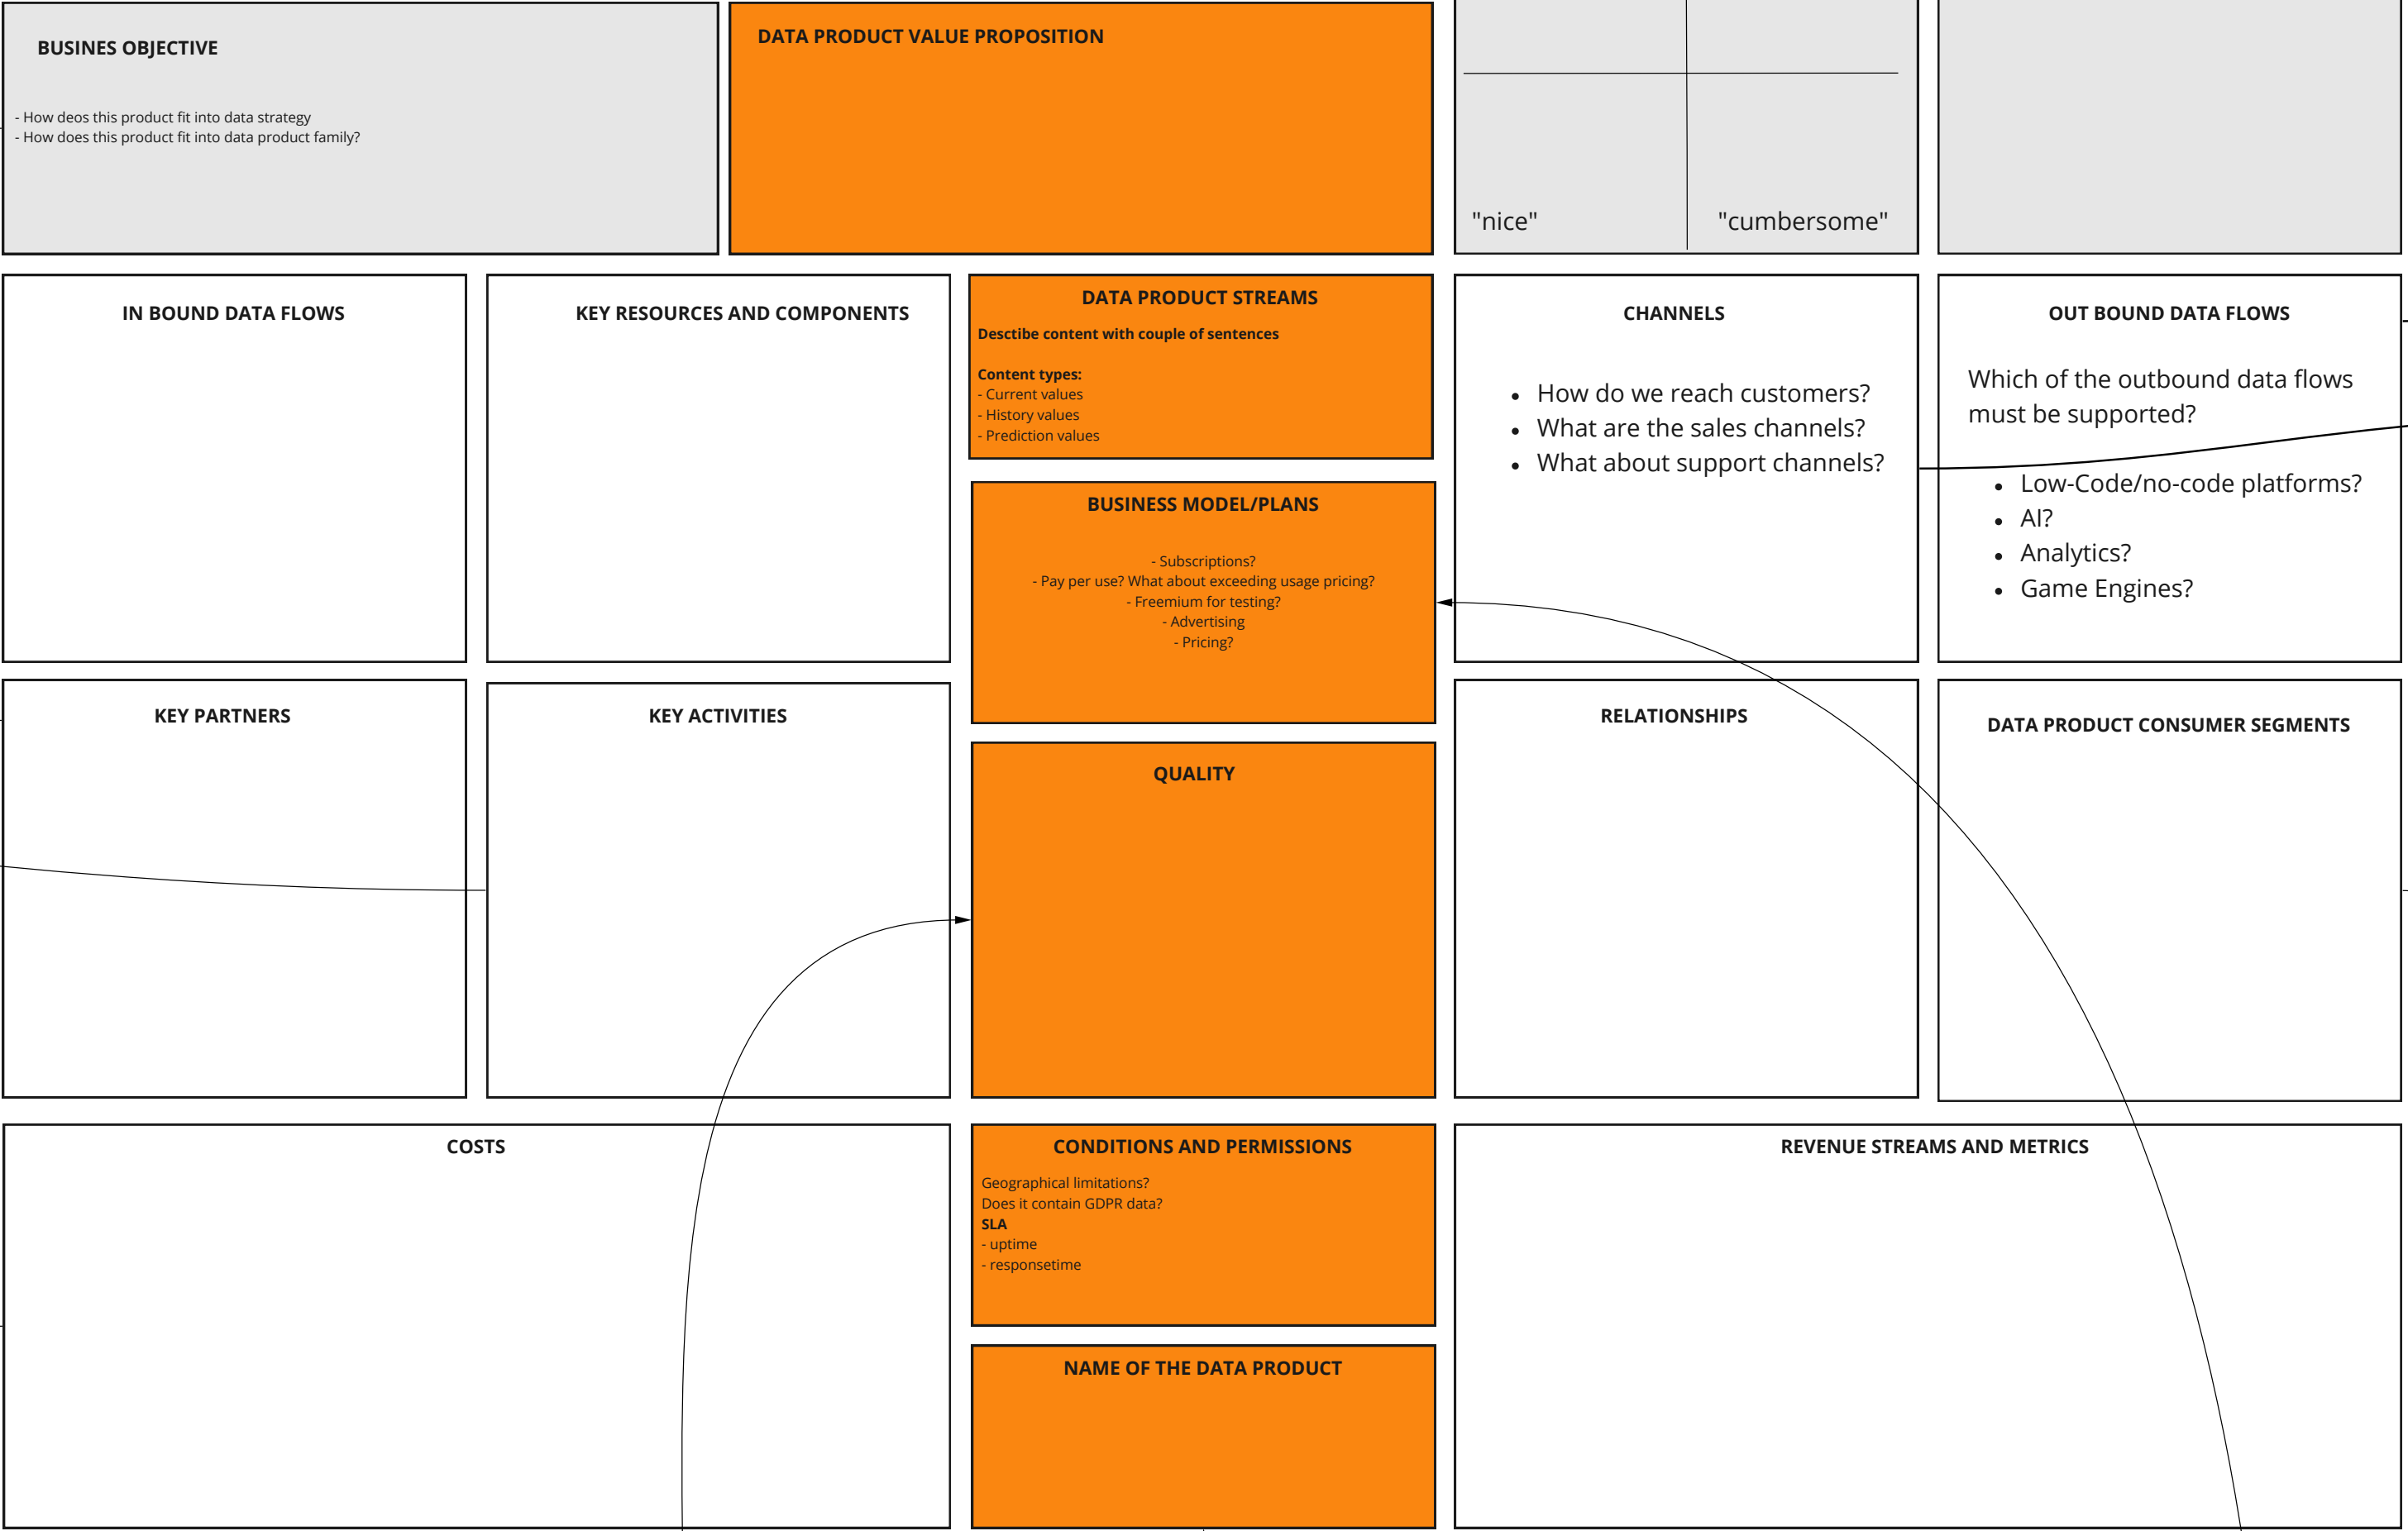 BUSINES OBJECTIVE
- How deos this product fit into data strategy
- How does this product fit into data product family?
DATA PRODUCT VALUE PROPOSITION
"nice"
"cumbersome"
IN BOUND DATA FLOWS
KEY RESOURCES AND COMPONENTS
DATA PRODUCT STREAMS
Desctibe content with couple of sentences
Content types:
- Current values
- History values
- Prediction values
BUSINESS MODEL/PLANS
- Subscriptions?
- Pay per use? What about exceeding usage pricing?
- Freemium for testing?
- Advertising
- Pricing?
CHANNELS
• How do we reach customers?
• What are the sales channels?
• What about support channels?
OUT BOUND DATA FLOWS
Which of the outbound data flows
must be supported?
• Low-Code/no-code platforms?
• AI?
• Analytics?
• Game Engines?
KEY PARTNERS
KEY ACTIVITIES
QUALITY
RELATIONSHIPS
DATA PRODUCT CONSUMER SEGMENTS
COSTS
CONDITIONS AND PERMISSIONS
Geographical limitations?
Does it contain GDPR data?
SLA
- uptime
- responsetime
NAME OF THE DATA PRODUCT
REVENUE STREAMS AND METRICS